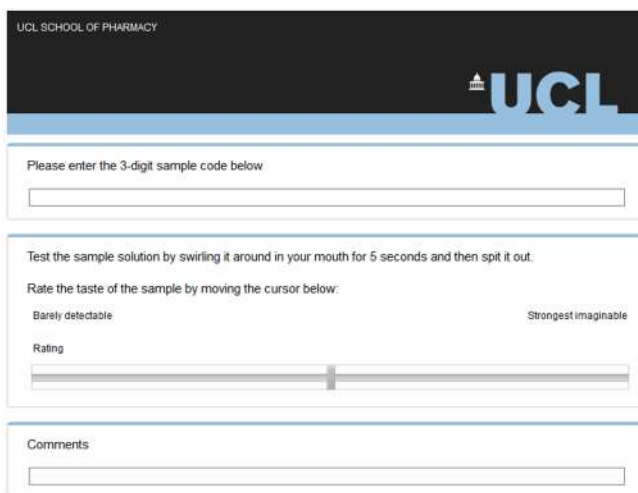 UCL SCHOOL OF PHARMACY
UCL
Please enter the 3-digit sample code below
Test the sample solution by swirling it around in your mouth for 5 seconds and then spit it out.
Rate the taste of the sample by moving the cursor below:
Barely detectable Strongest imaginable
Rating
Comments